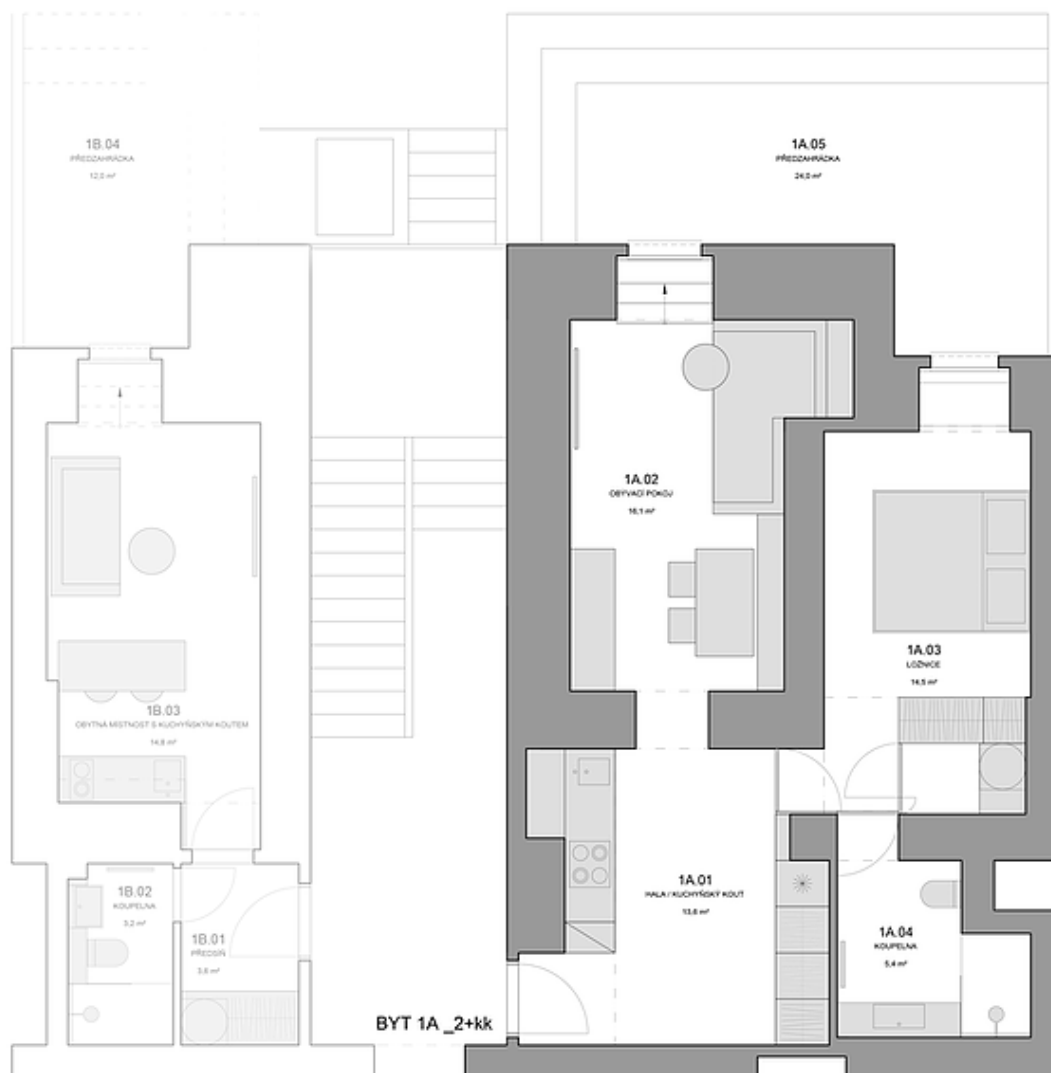 1B.04
PŘEDZAHRÁDKA
12,0 m²
1A.05
PŘEDZAHRÁDKA
24,0 m²
1A.02
OBÝVACÍ POKOJ
16,1 m²
1A.03
LOŽNICE
14,5 m²
1B.03
OBYTNÁ MÍSTNOST S KUCHYŇSKÝM KOUTEM
14,8 m²
1A.01
HALA / KUCHYŇSKÝ KOUT
13,6 m²
1B.02
KOUPELNA
3,2 m²
1B.01
PŘEDSÍŇ
3,8 m²
1A.04
KOUPELNA
5,4 m²
BYT 1A _2+kk